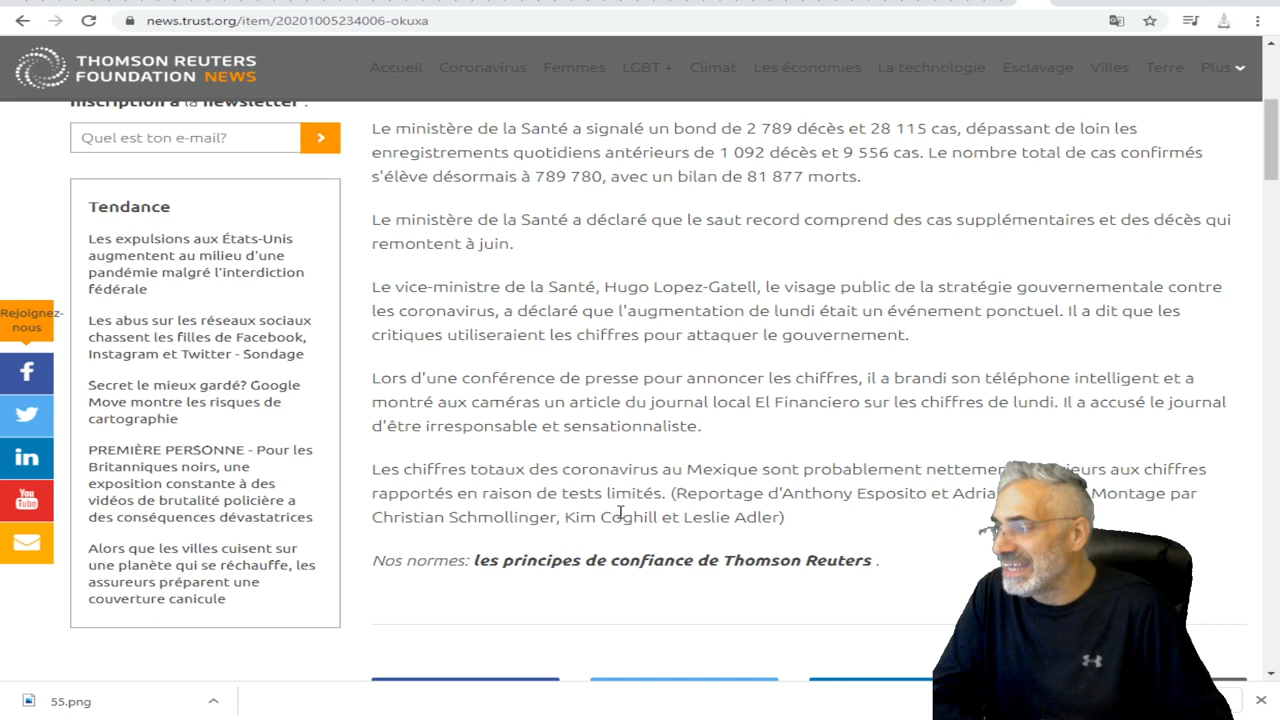 news.trust.org/item/20201005234006-okuxa
THOMSON REUTERS
FOUNDATION NEWS
Accueil Coronavirus Femmes LGBT + Climat Les économies La technologie Esclavage Villes Terre Plus
Inscription à la newsletter :
Quel est ton e-mail?
Tendance
Les expulsions aux États-Unis
augmentent au milieu d'une
pandémie malgré l'interdiction
fédérale
Les abus sur les réseaux sociaux
chassent les filles de Facebook,
Instagram et Twitter - Sondage
Secret le mieux gardé? Google
Move montre les risques de
cartographie
PREMIÈRE PERSONNE - Pour les
Britanniques noirs, une
exposition constante à des
vidéos de brutalité policière a
des conséquences dévastatrices
Alors que les villes cuisent sur
une planète qui se réchauffe, les
assureurs préparent une
couverture canicule
Rejoignez-
nous
You
Tube
Le ministère de la Santé a signalé un bond de 2 789 décès et 28 115 cas, dépassant de loin les
enregistrements quotidiens antérieurs de 1 092 décès et 9 556 cas. Le nombre total de cas confirmés
s'élève désormais à 789 780, avec un bilan de 81 877 morts.
Le ministère de la Santé a déclaré que le saut record comprend des cas supplémentaires et des décès qui
remontent à juin.
Le vice-ministre de la Santé, Hugo Lopez-Gatell, le visage public de la stratégie gouvernementale contre
les coronavirus, a déclaré que l'augmentation de lundi était un événement ponctuel. Il a dit que les
critiques utiliseraient les chiffres pour attaquer le gouvernement.
Lors d'une conférence de presse pour annoncer les chiffres, il a brandi son téléphone intelligent et a
montré aux caméras un article du journal local El Financiero sur les chiffres de lundi. Il a accusé le journal
d'être irresponsable et sensationnaliste.
Les chiffres totaux des coronavirus au Mexique sont probablement aux chiffres
rapportés en raison de tests limités. (Reportage d'Anthony Esposito et Montage par
Christian Schmollinger, Kim Coghill et Leslie Adler)
Nos normes: les principes de confiance de Thomson Reuters .
55.png